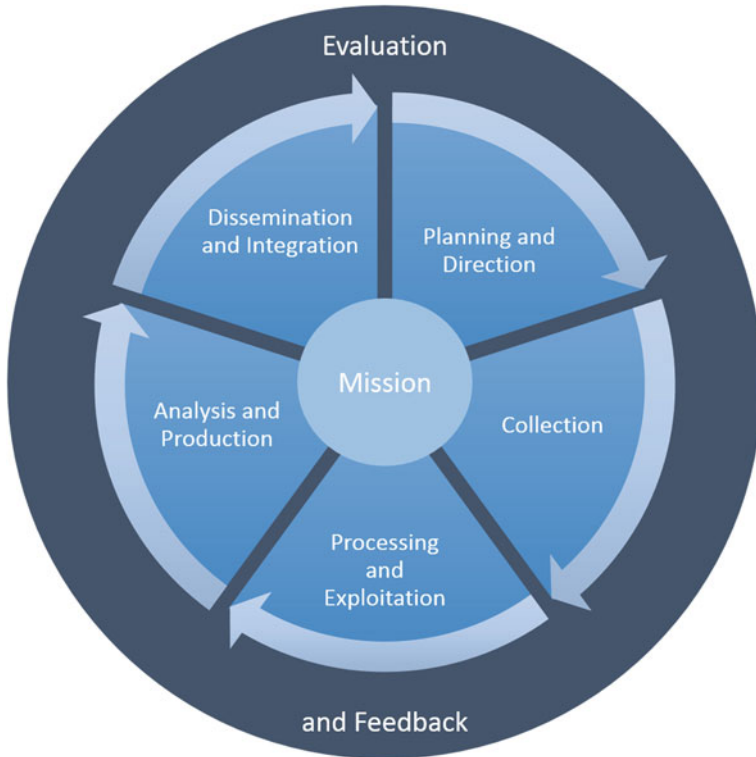 Evaluation
Dissemination
and Integration
Planning and
Direction
Mission
Analysis and
Production
Collection
Processing
and
Exploitation
and Feedback